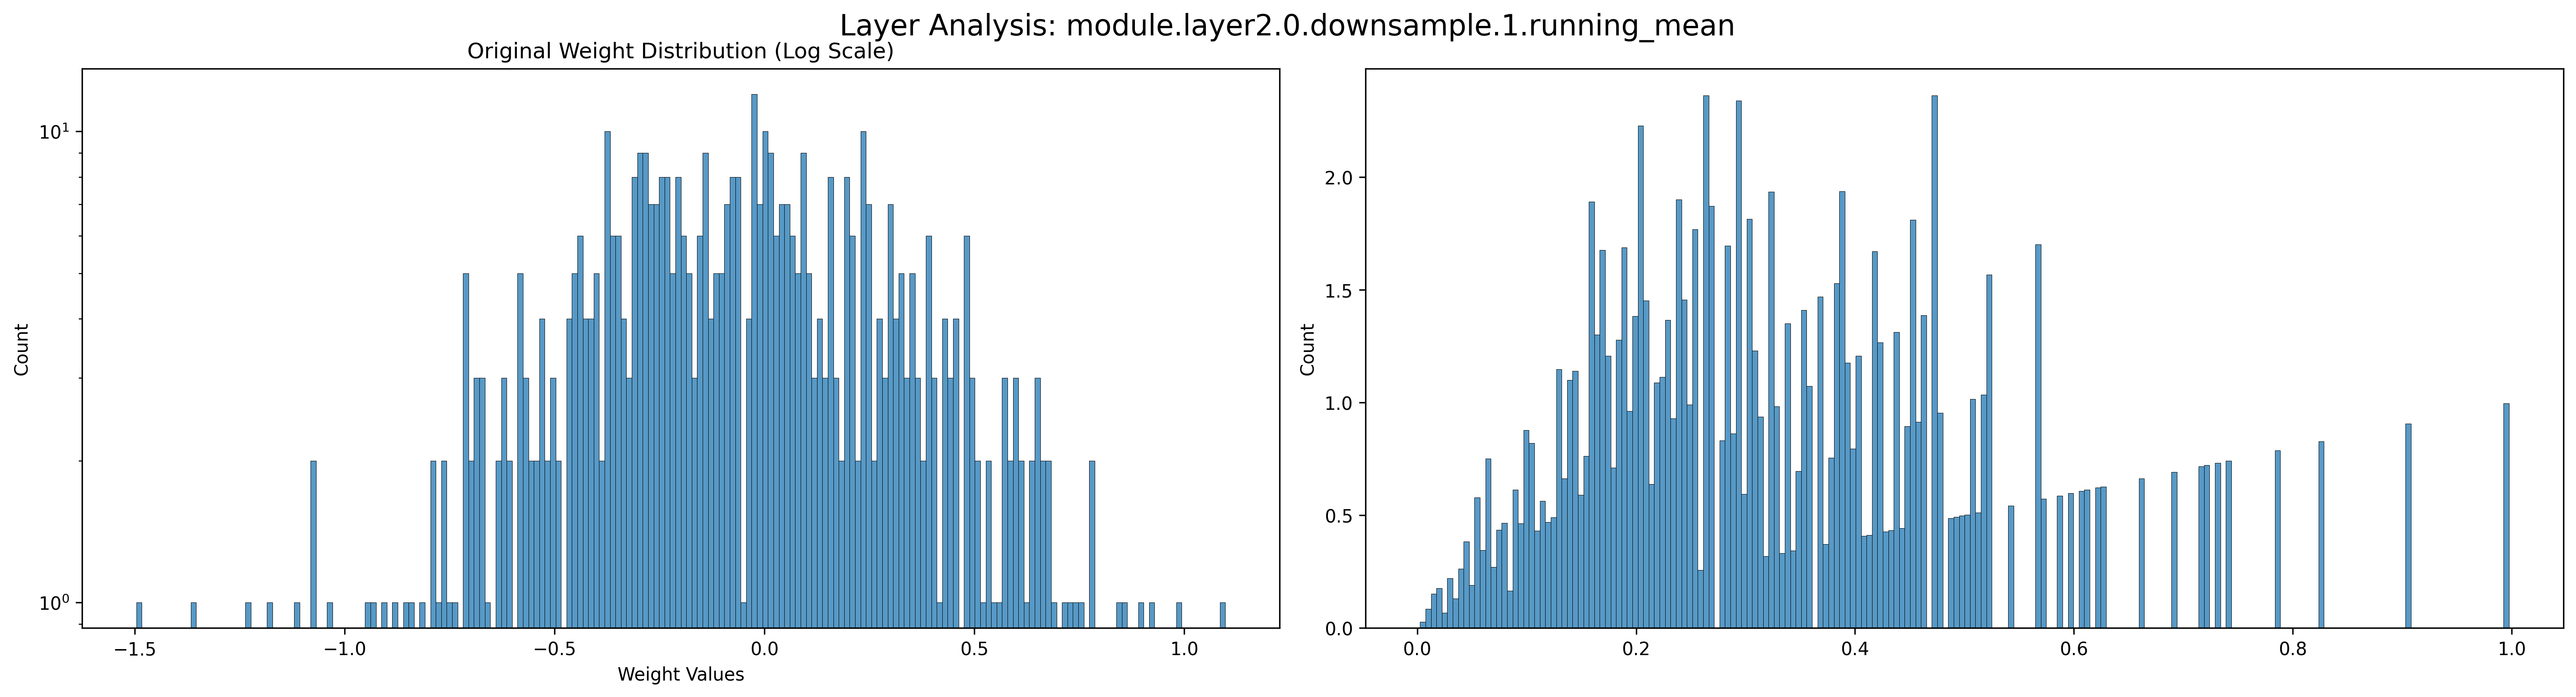 Layer Analysis: module.layer2.0.downsample.1.running_mean
Original Weight Distribution (Log Scale)
Count
10¹
10⁰
−1.5 −1.0 −0.5 0.0 0.5 1.0
Weight Values
Count
2.0
1.5
1.0
0.5
0.0
0.0 0.2 0.4 0.6 0.8 1.0